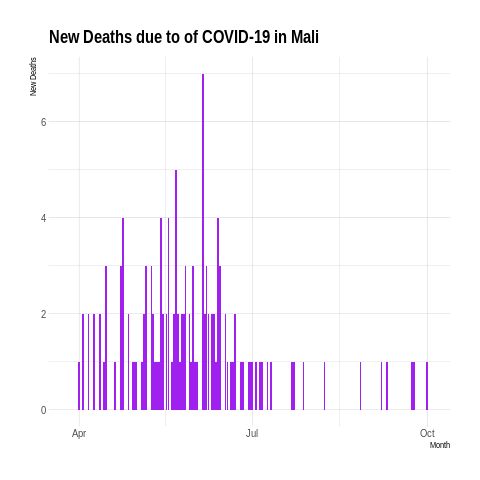 New Deaths due to of COVID-19 in Mali
New Deaths
6
4
2
0
Apr
Jul
Oct
Month